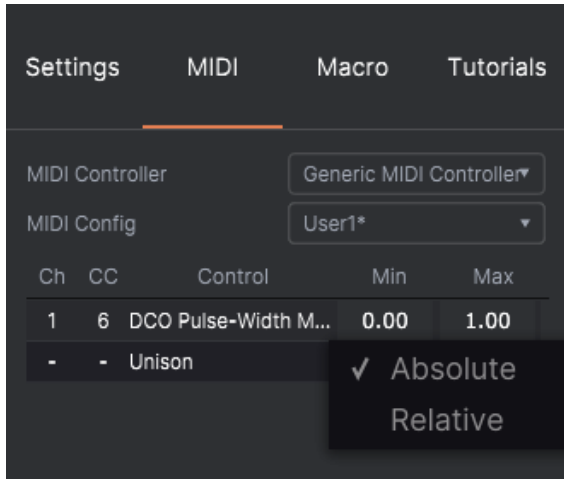 Settings MIDI Macro Tutorials
MIDI Controller Generic MIDI Controller
MIDI Config User1*
Ch CC Control Min Max
1 6 DCO Pulse-Width M... 0.00 1.00
- - Unison
✓ Absolute
Relative